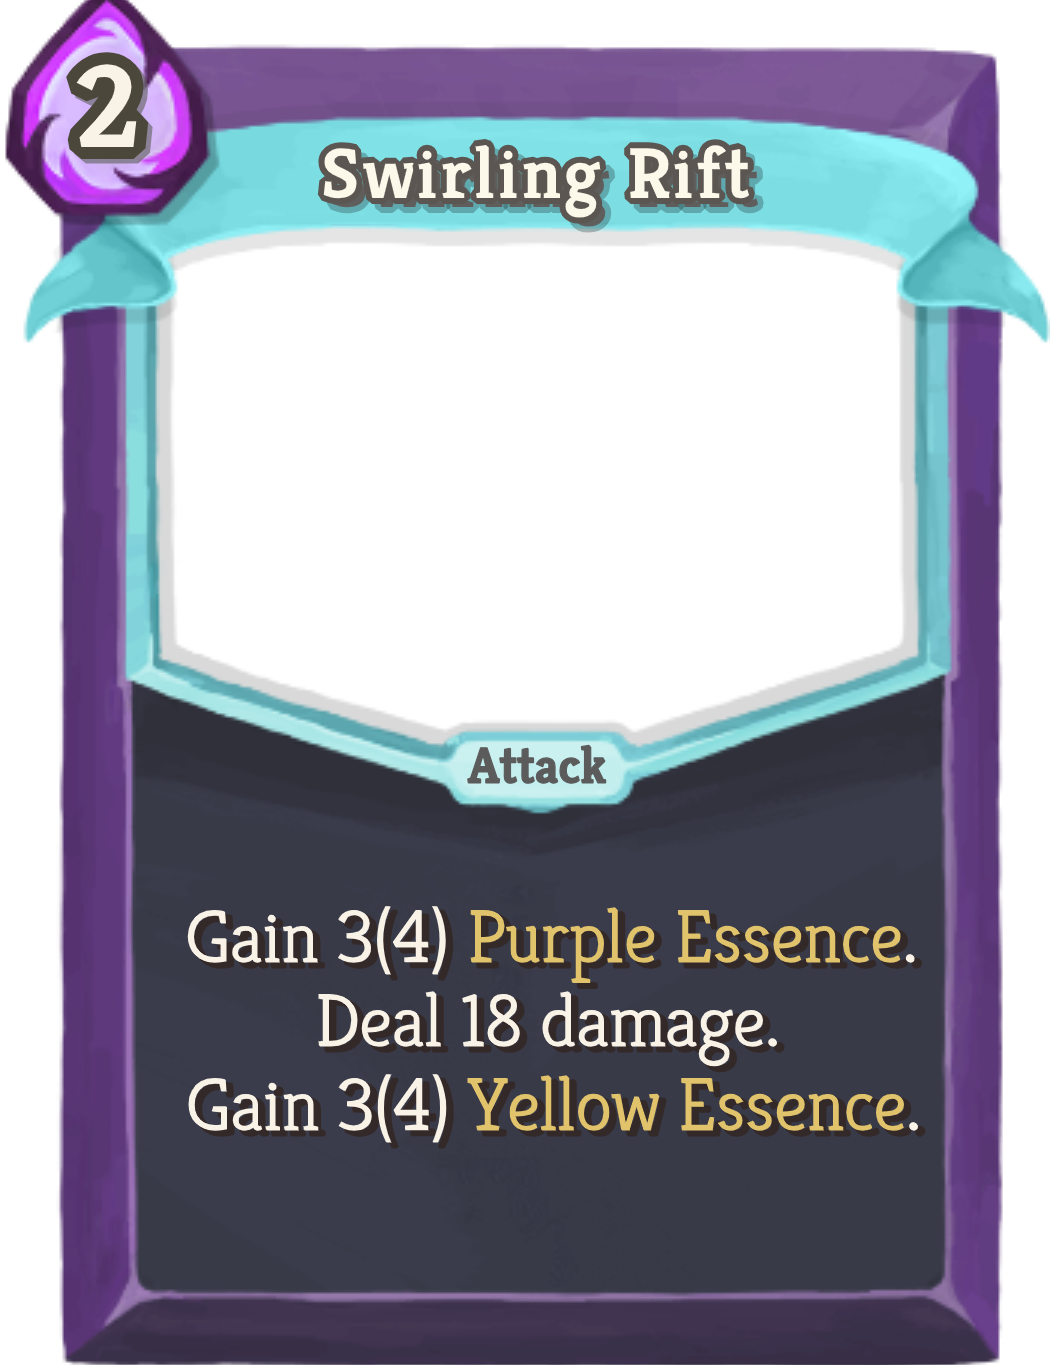 2
Swirling Rift
Attack
Gain 3(4) Purple Essence.
Deal 18 damage.
Gain 3(4) Yellow Essence.